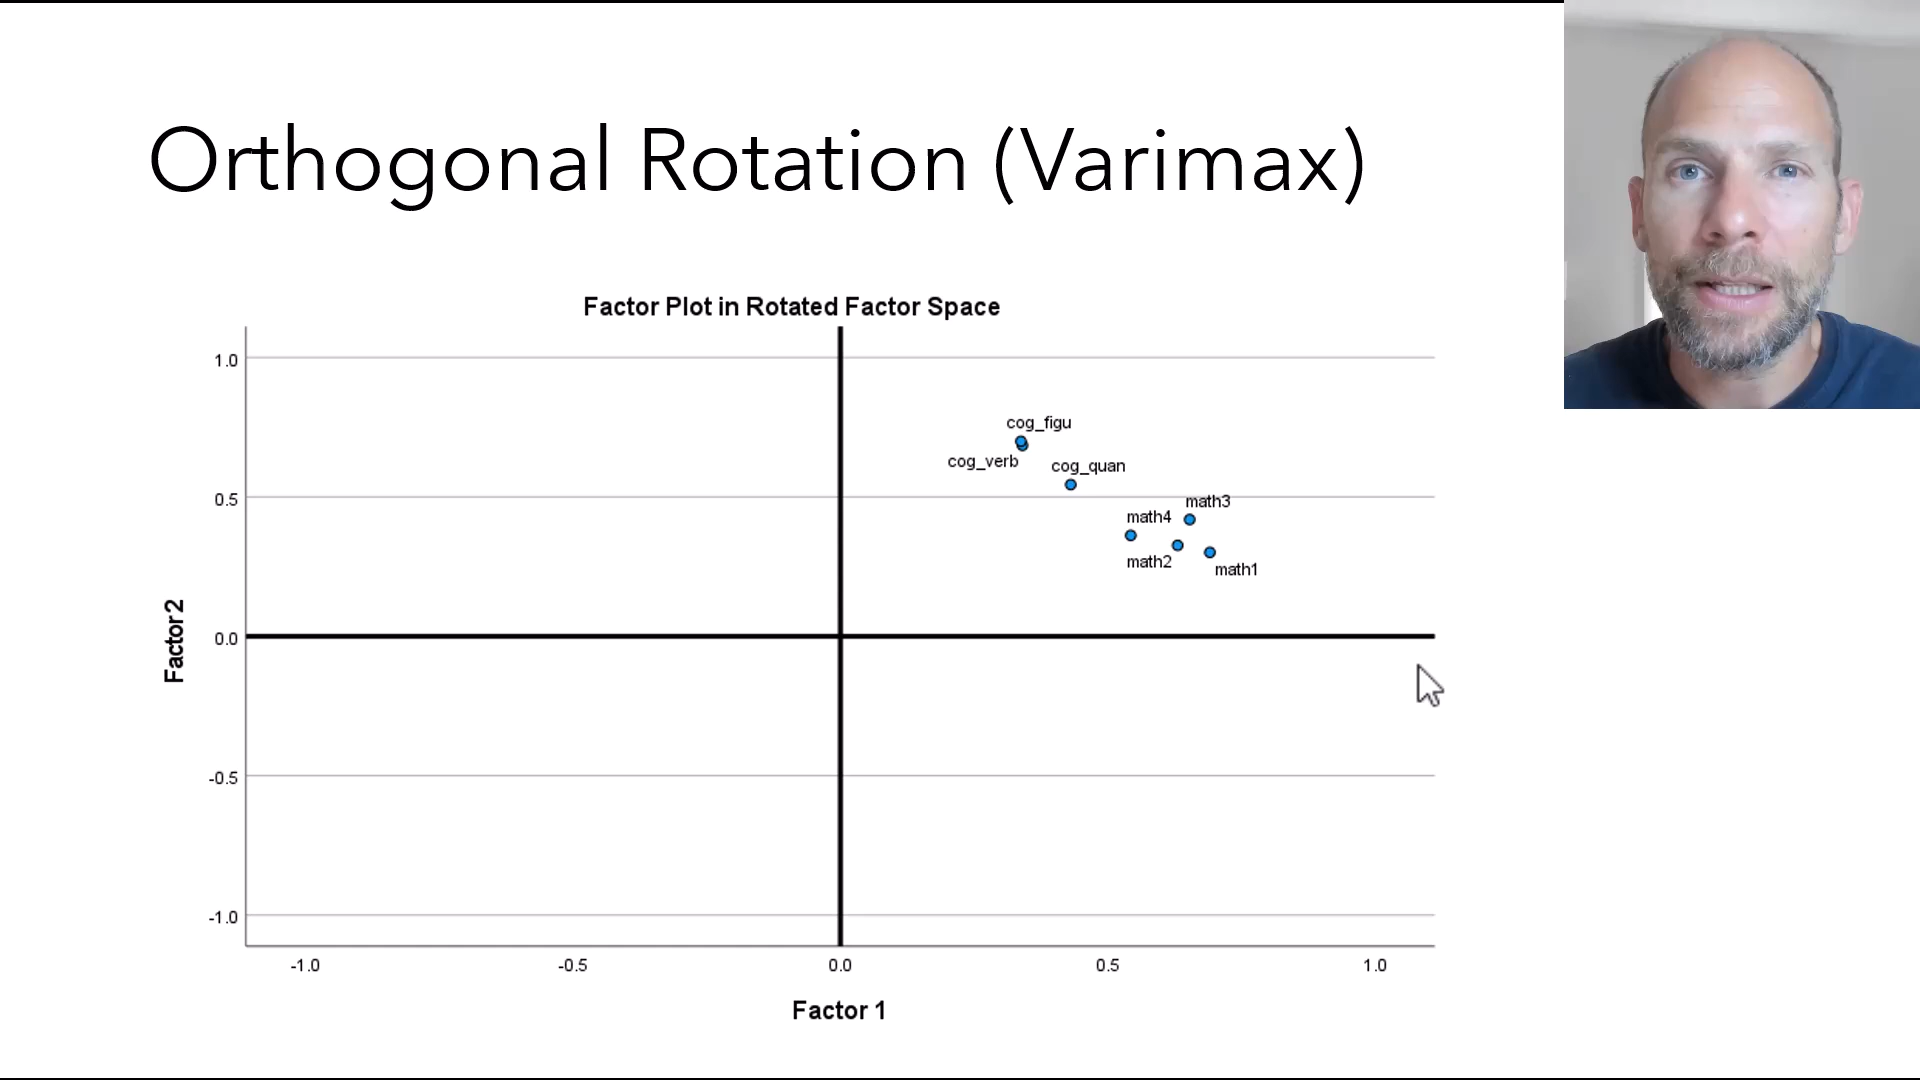 Orthogonal Rotation (Varimax)
Factor Plot in Rotated Factor Space
1.0
cog_figu
cog_verb
cog_quan
0.5
math3
math4
math2
math1
Factor2
0.0
-0.5
-1.0
-1.0
-0.5
0.0
0.5
1.0
Factor 1